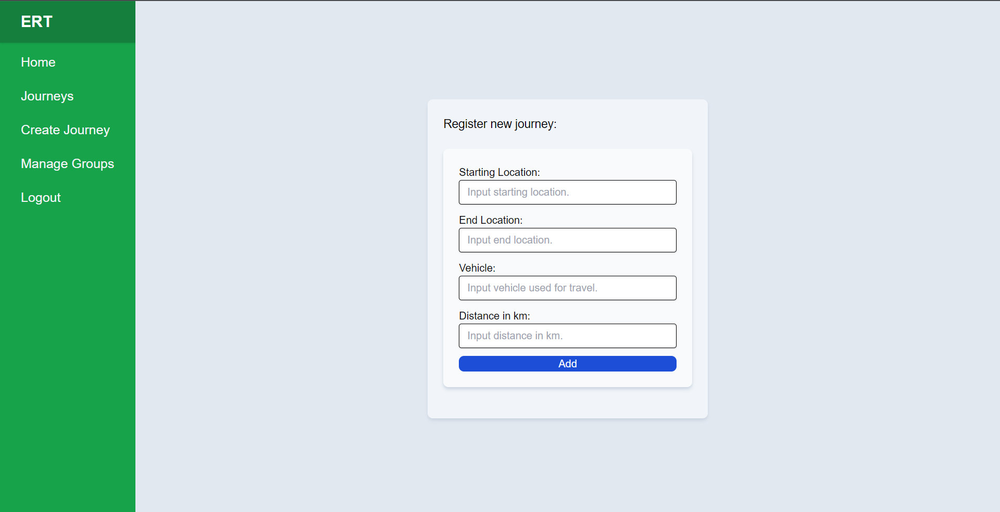 ERT
Home
Journeys
Create Journey
Manage Groups
Logout
Register new journey:
Starting Location:
Input starting location.
End Location:
Input end location.
Vehicle:
Input vehicle used for travel.
Distance in km:
Input distance in km.
Add